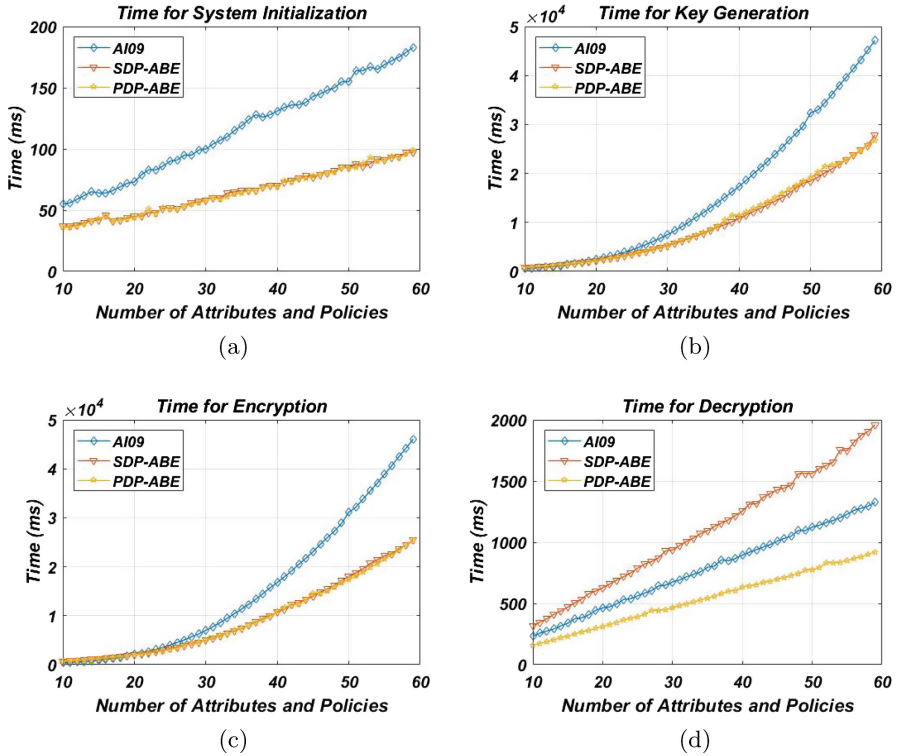 Time for System Initialization
200
150
100
50
0
10 20 30 40 50 60
Time (ms)
Number of Attributes and Policies
AI09
SDP-ABE
PDP-ABE
(a)
Time for Key Generation
×10⁴
5
4
3
2
1
0
10 20 30 40 50 60
Time (ms)
Number of Attributes and Policies
AI09
SDP-ABE
PDP-ABE
(b)
Time for Encryption
×10⁴
5
4
3
2
1
0
10 20 30 40 50 60
Time (ms)
Number of Attributes and Policies
AI09
SDP-ABE
PDP-ABE
(c)
Time for Decryption
2000
1500
1000
500
0
10 20 30 40 50 60
Time (ms)
Number of Attributes and Policies
AI09
SDP-ABE
PDP-ABE
(d)